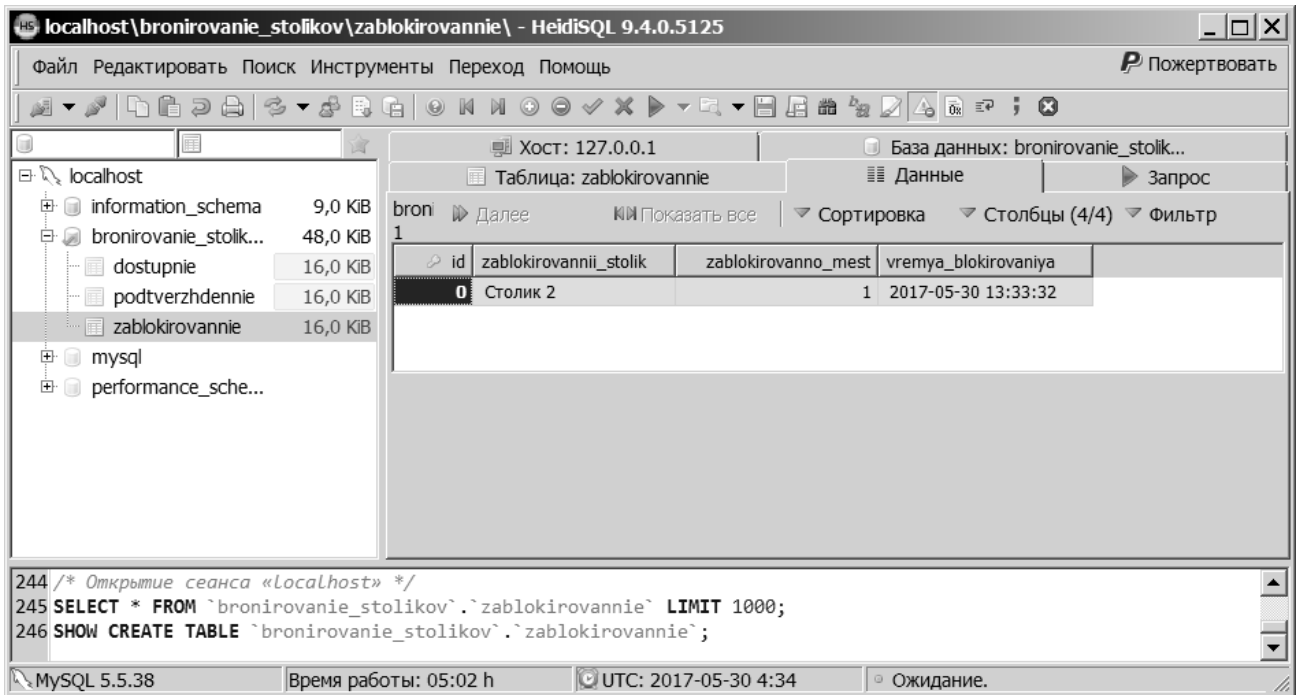 localhost\bronirovanie_stolikov\zablokirovannie\ - HeidiSQL 9.4.0.5125
Файл Редактировать Поиск Инструменты Переход Помощь
Пожертвовать
Хост: 127.0.0.1
База данных: bronirovanie_stolik...
Таблица: zablokirovannie
Данные
Запрос
localhost
information_schema 9,0 KiB
bronirovanie_stolik... 48,0 KiB
dostupnie 16,0 KiB
podtverzhdennie 16,0 KiB
zablokirovannie 16,0 KiB
mysql
performance_sche...
broni
1
Далее
Показать все
Сортировка
Столбцы (4/4)
Фильтр
id zablokirovannii_stolik zablokirovanno_mest vremya_blokirovaniya
0 Столик 2 1 2017-05-30 13:33:32
244 /* Открытие сеанса «localhost» */
245 SELECT * FROM `bronirovanie_stolikov`.`zablokirovannie` LIMIT 1000;
246 SHOW CREATE TABLE `bronirovanie_stolikov`.`zablokirovannie`;
MySQL 5.5.38
Время работы: 05:02 h
UTC: 2017-05-30 4:34
Ожидание.